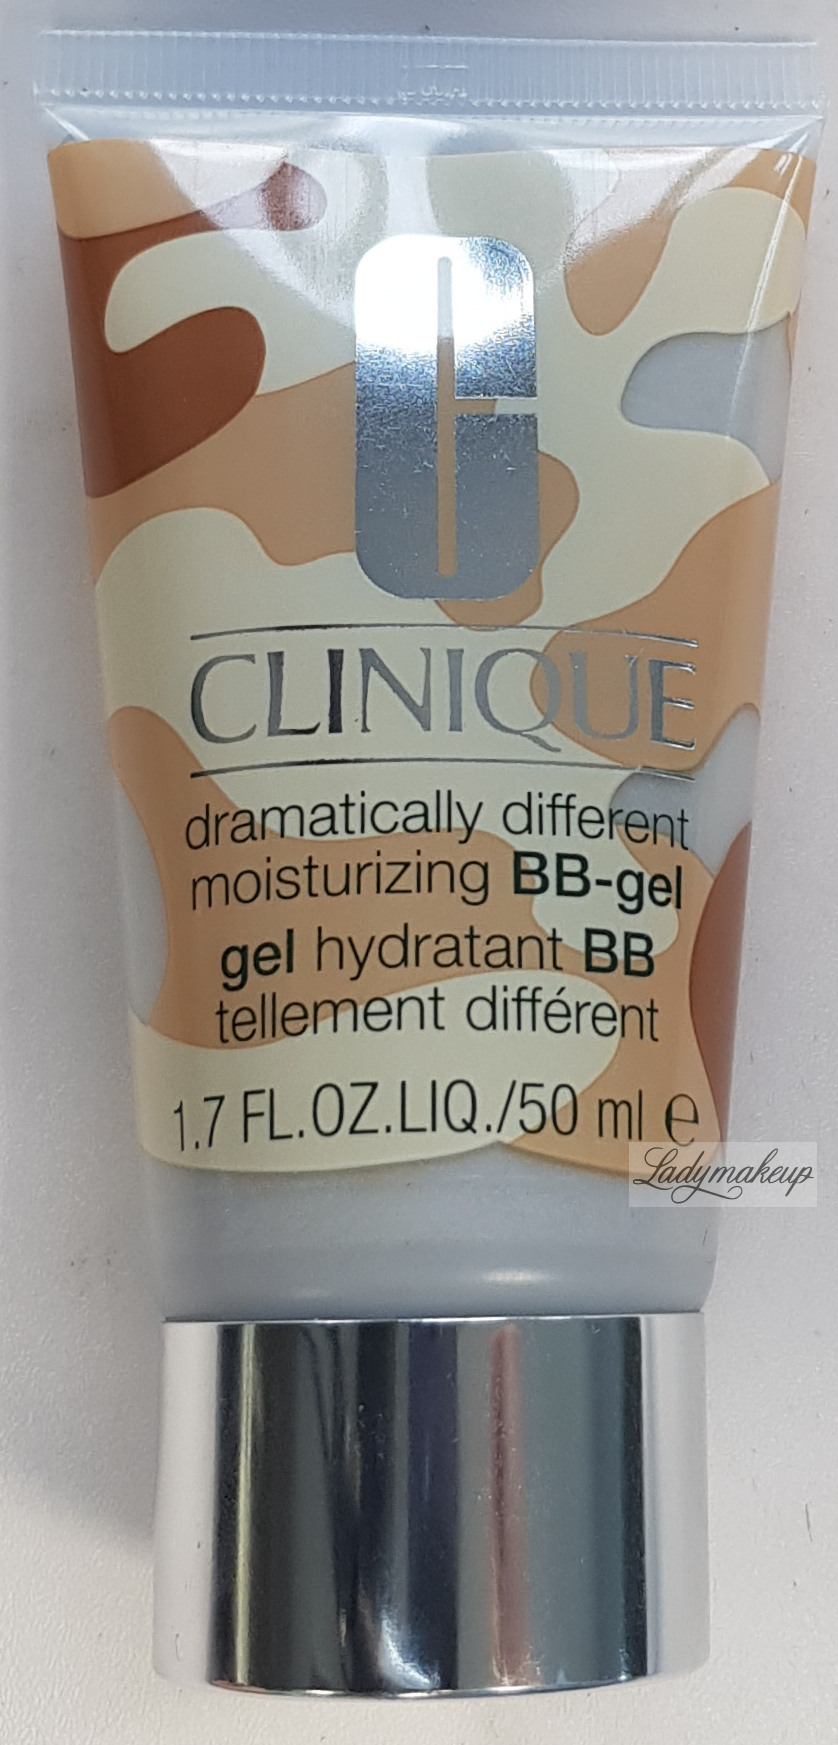 CLINIQUE
dramatically different
moisturizing BB-gel
gel hydratant BB
tellement différent
1.7 FL.OZ.LIQ./50 ml e
Ladymakeup